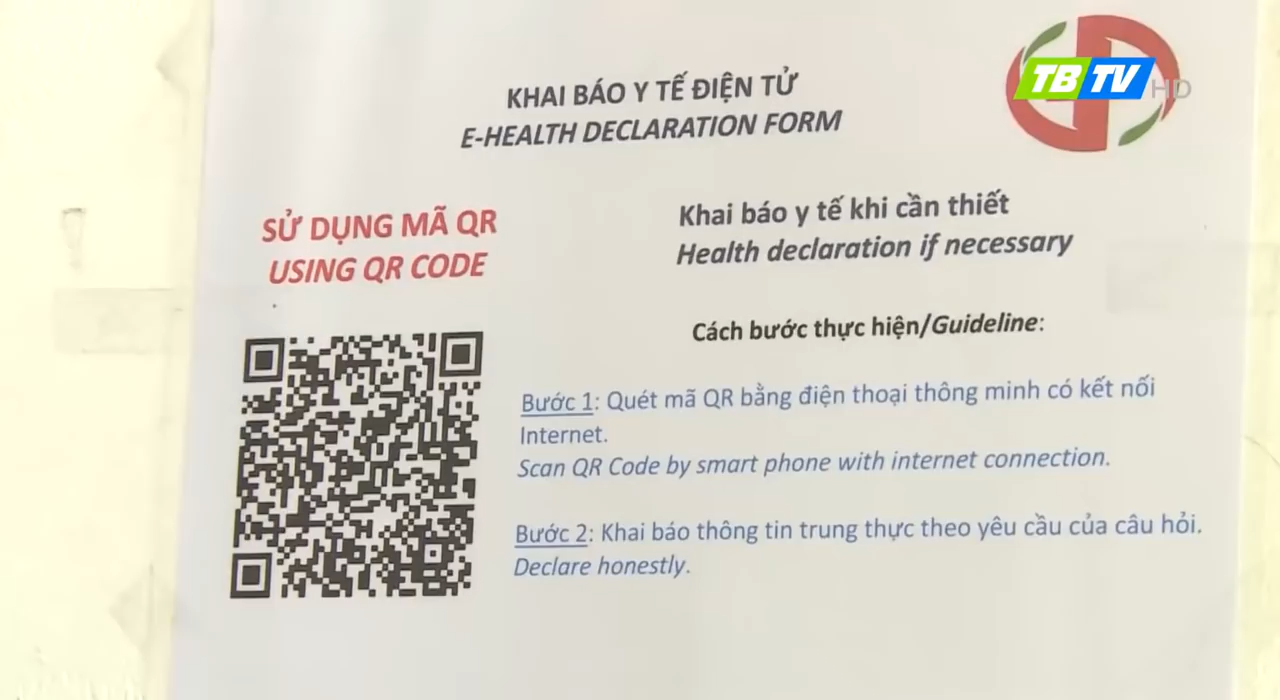 TBTV HD
KHAI BÁO Y TẾ ĐIỆN TỬ
E-HEALTH DECLARATION FORM
SỬ DỤNG MÃ QR
USING QR CODE
Khai báo y tế khi cần thiết
Health declaration if necessary
Cách bước thực hiện/Guideline:
Bước 1: Quét mã QR bằng điện thoại thông minh có kết nối
Internet.
Scan QR Code by smart phone with internet connection.
Bước 2: Khai báo thông tin trung thực theo yêu cầu của câu hỏi.
Declare honestly.